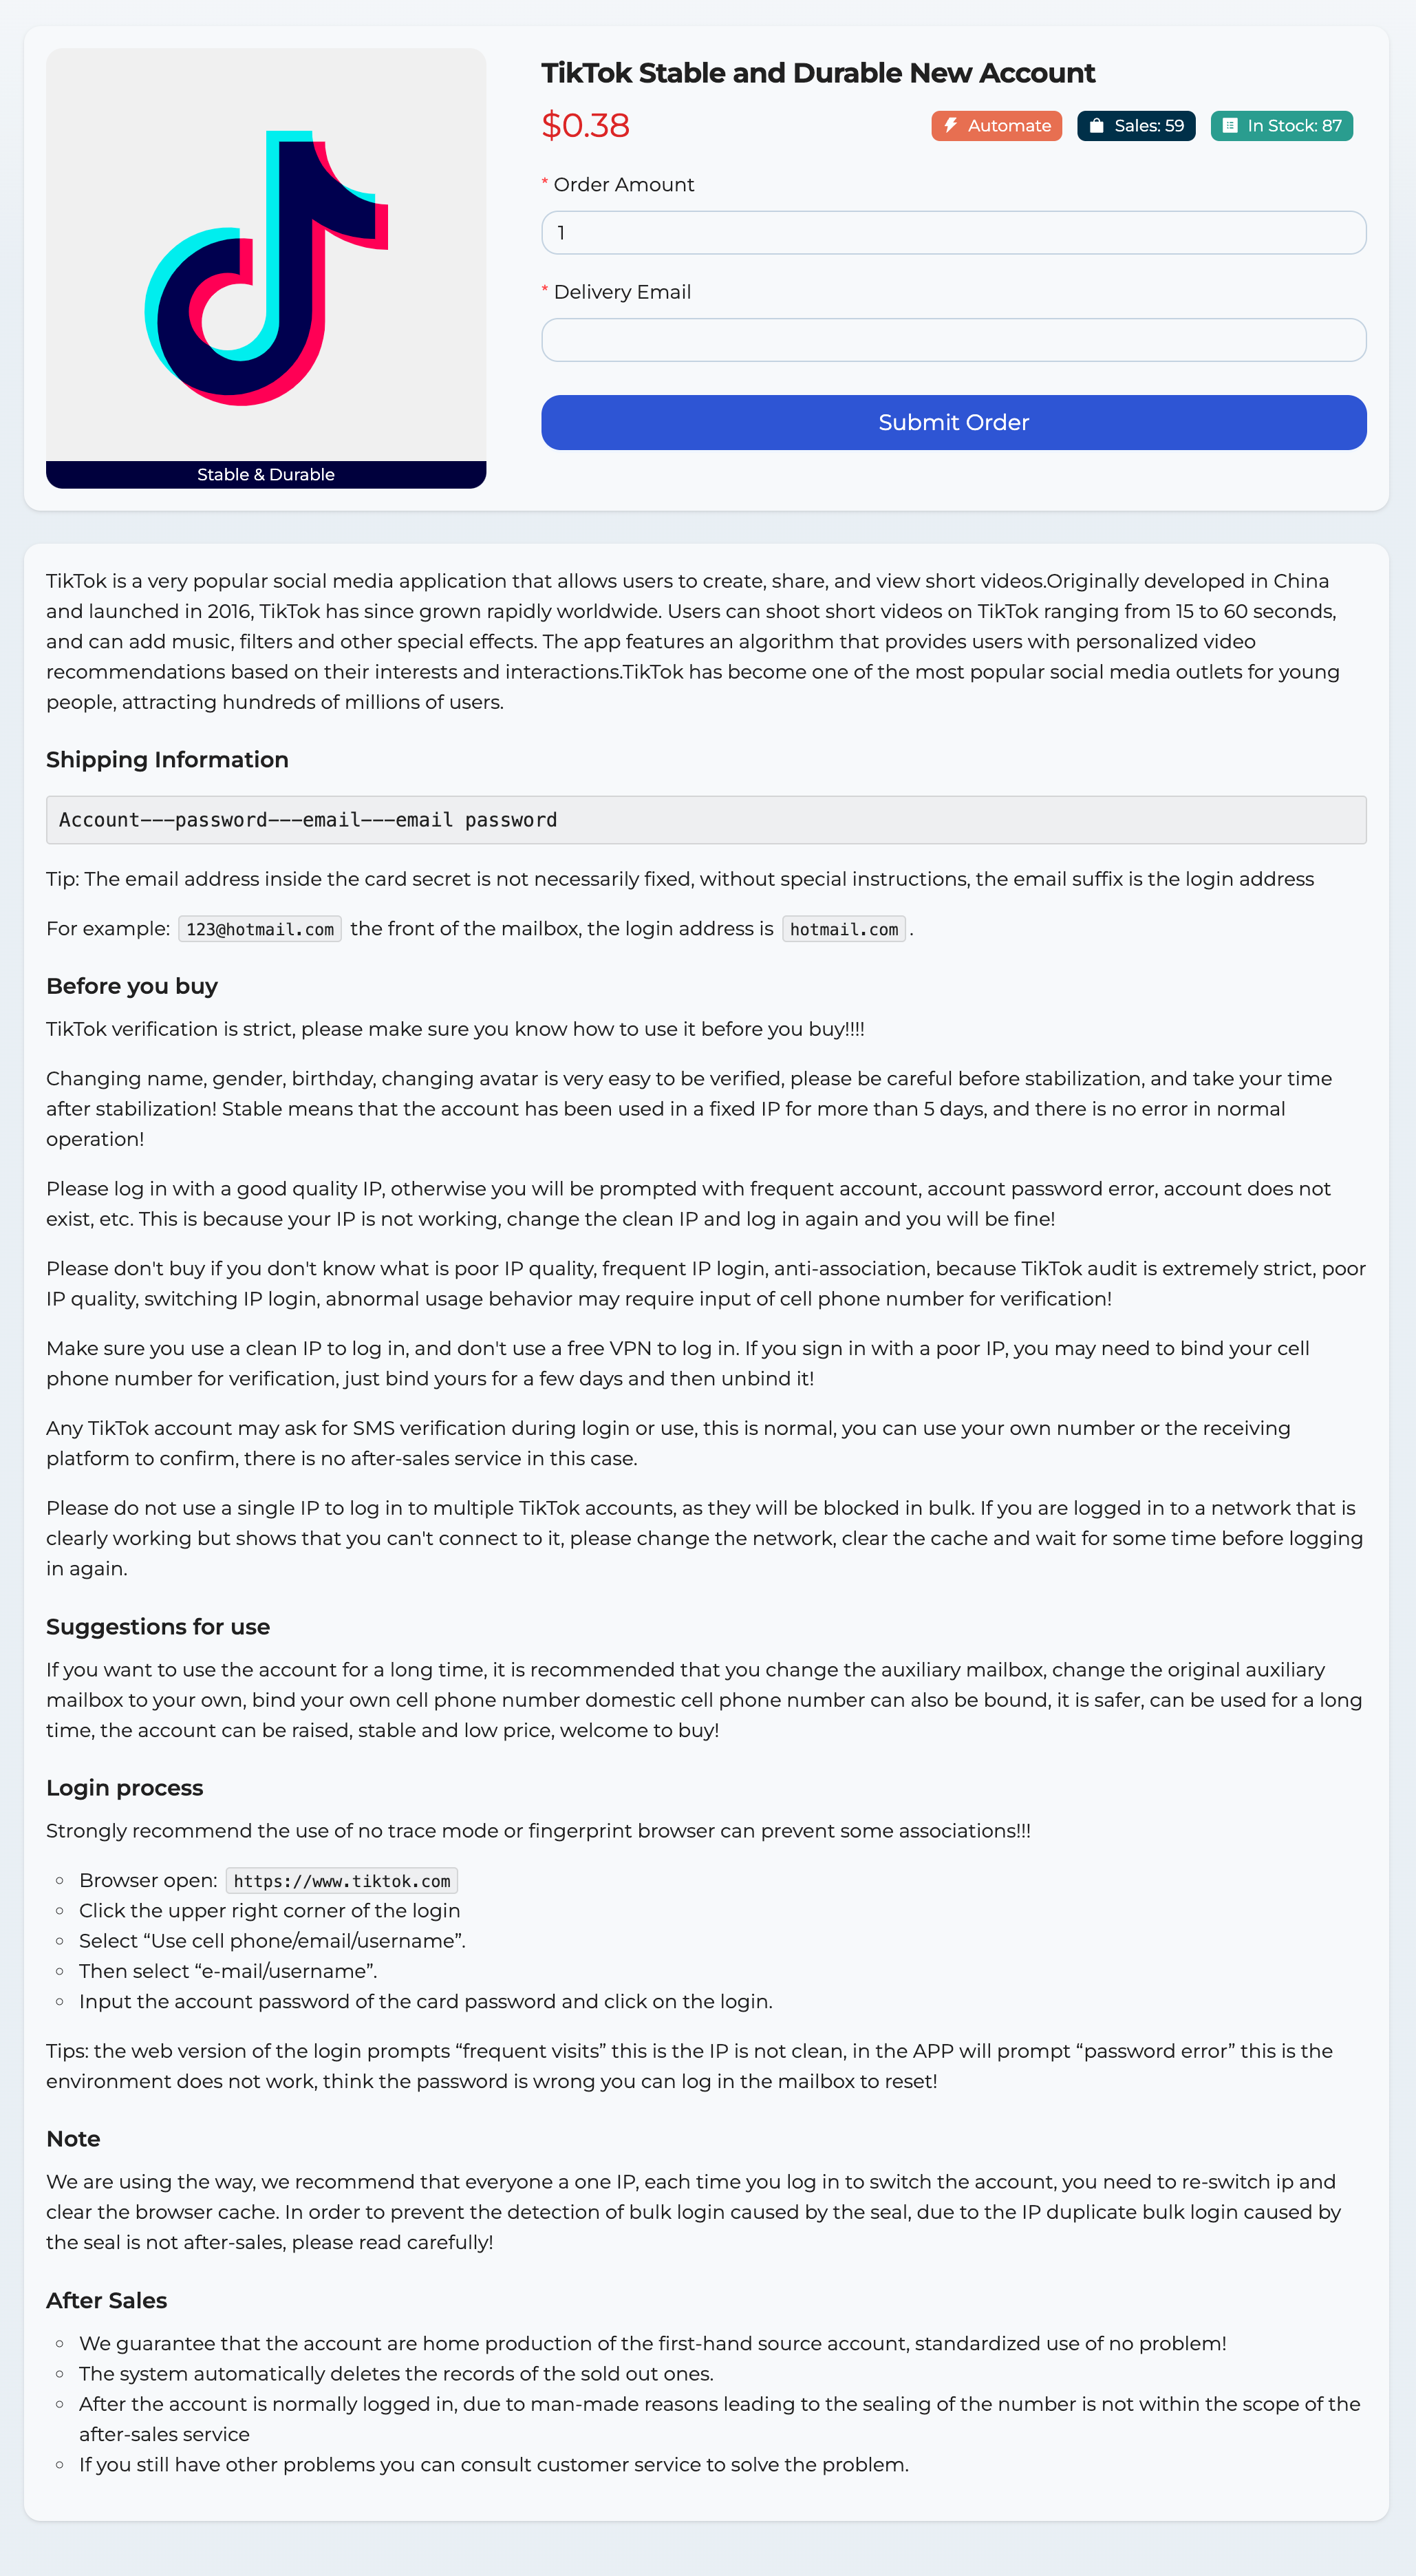 TikTok Stable and Durable New Account
$0.38
Automate
Sales: 59
In Stock: 87
* Order Amount
1
* Delivery Email
Submit Order
Stable & Durable
TikTok is a very popular social media application that allows users to create, share, and view short videos.Originally developed in China
and launched in 2016, TikTok has since grown rapidly worldwide. Users can shoot short videos on TikTok ranging from 15 to 60 seconds,
and can add music, filters and other special effects. The app features an algorithm that provides users with personalized video
recommendations based on their interests and interactions.TikTok has become one of the most popular social media outlets for young
people, attracting hundreds of millions of users.
Shipping Information
Account---password---email---email password
Tip: The email address inside the card secret is not necessarily fixed, without special instructions, the email suffix is the login address
For example: 123@hotmail.com the front of the mailbox, the login address is hotmail.com.
Before you buy
TikTok verification is strict, please make sure you know how to use it before you buy!!!!
Changing name, gender, birthday, changing avatar is very easy to be verified, please be careful before stabilization, and take your time
after stabilization! Stable means that the account has been used in a fixed IP for more than 5 days, and there is no error in normal
operation!
Please log in with a good quality IP, otherwise you will be prompted with frequent account, account password error, account does not
exist, etc. This is because your IP is not working, change the clean IP and log in again and you will be fine!
Please don't buy if you don't know what is poor IP quality, frequent IP login, anti-association, because TikTok audit is extremely strict, poor
IP quality, switching IP login, abnormal usage behavior may require input of cell phone number for verification!
Make sure you use a clean IP to log in, and don't use a free VPN to log in. If you sign in with a poor IP, you may need to bind your cell
phone number for verification, just bind yours for a few days and then unbind it!
Any TikTok account may ask for SMS verification during login or use, this is normal, you can use your own number or the receiving
platform to confirm, there is no after-sales service in this case.
Please do not use a single IP to log in to multiple TikTok accounts, as they will be blocked in bulk. If you are logged in to a network that is
clearly working but shows that you can't connect to it, please change the network, clear the cache and wait for some time before logging
in again.
Suggestions for use
If you want to use the account for a long time, it is recommended that you change the auxiliary mailbox, change the original auxiliary
mailbox to your own, bind your own cell phone number domestic cell phone number can also be bound, it is safer, can be used for a long
time, the account can be raised, stable and low price, welcome to buy!
Login process
Strongly recommend the use of no trace mode or fingerprint browser can prevent some associations!!!
Browser open: https://www.tiktok.com
Click the upper right corner of the login
Select “Use cell phone/email/username”.
Then select “e-mail/username”.
Input the account password of the card password and click on the login.
Tips: the web version of the login prompts “frequent visits” this is the IP is not clean, in the APP will prompt “password error” this is the
environment does not work, think the password is wrong you can log in the mailbox to reset!
Note
We are using the way, we recommend that everyone a one IP, each time you log in to switch the account, you need to re-switch ip and
clear the browser cache. In order to prevent the detection of bulk login caused by the seal, due to the IP duplicate bulk login caused by
the seal is not after-sales, please read carefully!
After Sales
We guarantee that the account are home production of the first-hand source account, standardized use of no problem!
The system automatically deletes the records of the sold out ones.
After the account is normally logged in, due to man-made reasons leading to the sealing of the number is not within the scope of the
after-sales service
If you still have other problems you can consult customer service to solve the problem.